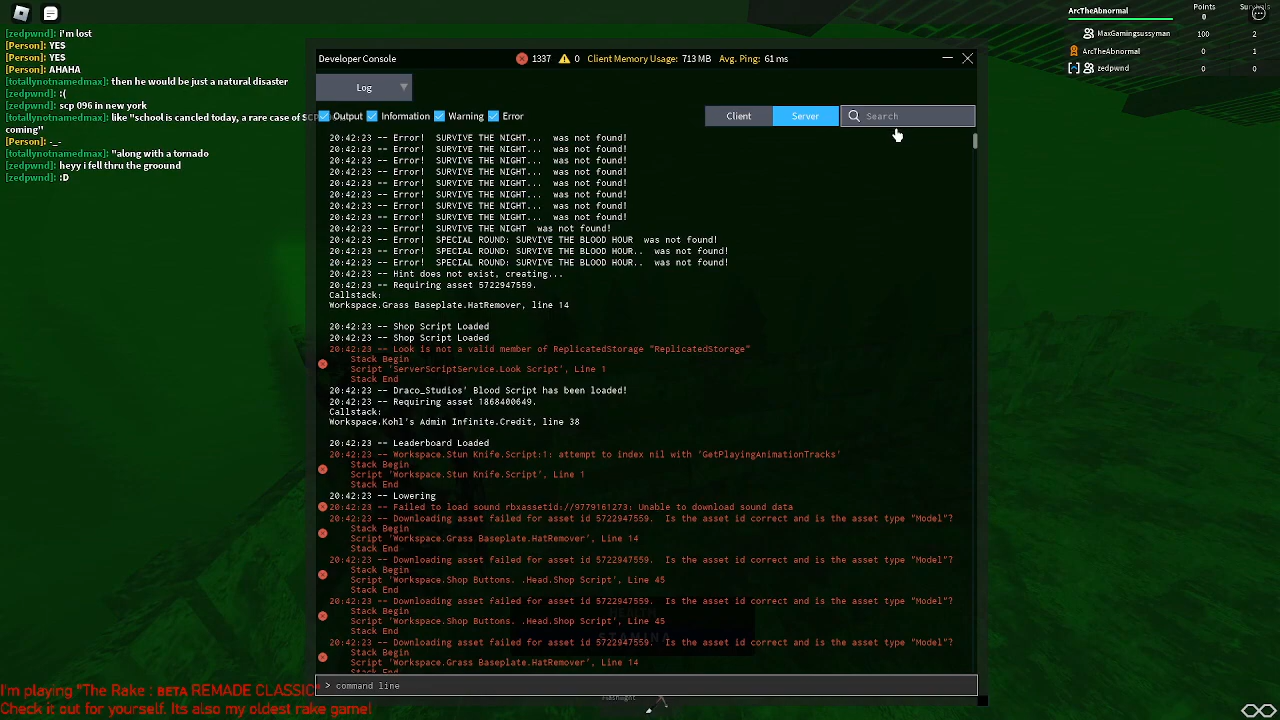 [zedpwnd]: i'm lost
[Person]: YES
[Person]: YES
[Person]: AHAHA
[totallynotnamedmax]: then he would be just a natural disaster
[zedpwnd]: :(
[zedpwnd]: scp 096 in new york
[totallynotnamedmax]: like "school is cancled today, a rare case of SCP
coming"
[Person]: -_-
[totallynotnamedmax]: "along with a tornado
[zedpwnd]: heyy i fell thru the groound
[zedpwnd]: :D
Developer Console
1337
0
Client Memory Usage: 713 MB
Avg. Ping: 61 ms
Log
Output
Information
Warning
Error
Client
Server
Search
20:42:23 -- Error!  SURVIVE THE NIGHT...  was not found!
20:42:23 -- Error!  SURVIVE THE NIGHT...  was not found!
20:42:23 -- Error!  SURVIVE THE NIGHT...  was not found!
20:42:23 -- Error!  SURVIVE THE NIGHT...  was not found!
20:42:23 -- Error!  SURVIVE THE NIGHT...  was not found!
20:42:23 -- Error!  SURVIVE THE NIGHT...  was not found!
20:42:23 -- Error!  SURVIVE THE NIGHT...  was not found!
20:42:23 -- Error!  SURVIVE THE NIGHT...  was not found!
20:42:23 -- Error!  SURVIVE THE NIGHT  was not found!
20:42:23 -- Error!  SPECIAL ROUND: SURVIVE THE BLOOD HOUR  was not found!
20:42:23 -- Error!  SPECIAL ROUND: SURVIVE THE BLOOD HOUR..  was not found!
20:42:23 -- Error!  SPECIAL ROUND: SURVIVE THE BLOOD HOUR..  was not found!
20:42:23 -- Hint does not exist, creating...
20:42:23 -- Requiring asset 5722947559.
Callstack:
Workspace.Grass Baseplate.HatRemover, line 14
20:42:23 -- Shop Script Loaded
20:42:23 -- Shop Script Loaded
20:42:23 -- Look is not a valid member of ReplicatedStorage "ReplicatedStorage"
Stack Begin
Script 'ServerScriptService.Look Script', Line 1
Stack End
20:42:23 -- Draco_Studios' Blood Script has been loaded!
20:42:23 -- Requiring asset 1868400649.
Callstack:
Workspace.Kohl's Admin Infinite.Credit, line 38
20:42:23 -- Leaderboard Loaded
20:42:23 -- Workspace.Stun Knife.Script:1: attempt to index nil with 'GetPlayingAnimationTracks'
Stack Begin
Script 'Workspace.Stun Knife.Script', Line 1
Stack End
20:42:23 -- Lowering
20:42:23 -- Failed to load sound rbxassetid://9779161273: Unable to download sound data
20:42:23 -- Downloading asset failed for asset id 5722947559.  Is the asset id correct and is the asset type "Model"?
Stack Begin
Script 'Workspace.Grass Baseplate.HatRemover', Line 14
Stack End
20:42:23 -- Downloading asset failed for asset id 5722947559.  Is the asset id correct and is the asset type "Model"?
Stack Begin
Script 'Workspace.Shop Buttons. .Head.Shop Script', Line 45
Stack End
20:42:23 -- Downloading asset failed for asset id 5722947559.  Is the asset id correct and is the asset type "Model"?
Stack Begin
Script 'Workspace.Shop Buttons. .Head.Shop Script', Line 45
Stack End
20:42:23 -- Downloading asset failed for asset id 5722947559.  Is the asset id correct and is the asset type "Model"?
Stack Begin
Script 'Workspace.Grass Baseplate.HatRemover', Line 14
Stack End
> command line
STAMINA
Flashlight
ArcTheAbnormal
Points
0
MaxGamingsussyman 100 2
ArcTheAbnormal 0 1
zedpwnd 0 0
I'm playing "The Rake : BETA REMADE CLASSIC"
Check it out for yourself. Its also my oldest rake game!